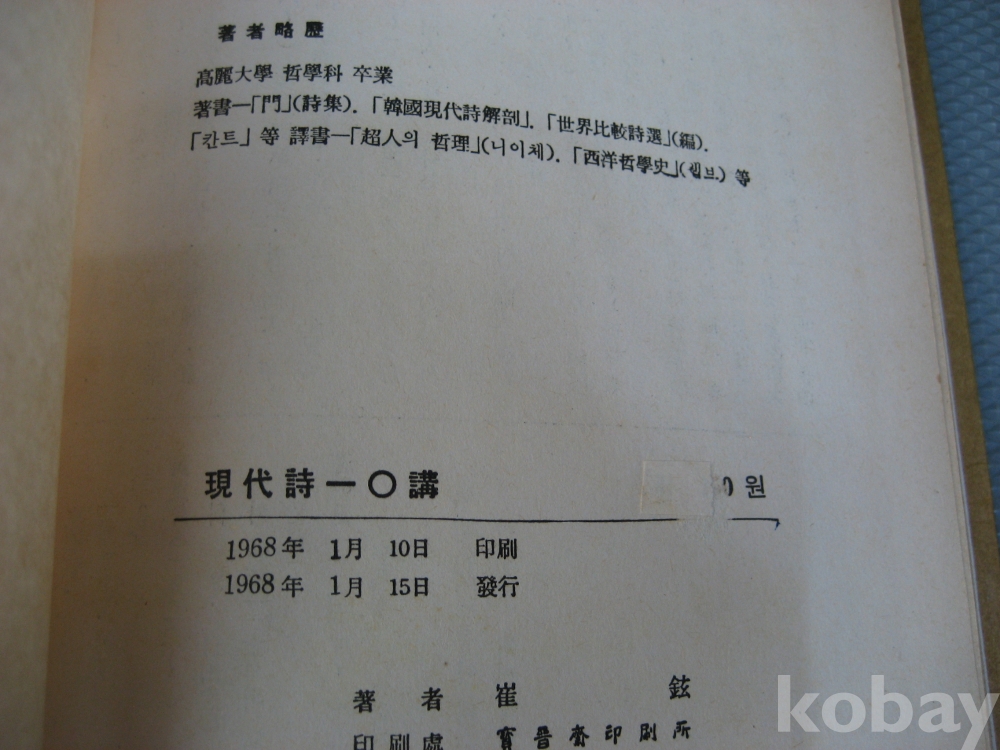 著者略歷
高麗大學 哲學科 卒業
著書―「門」(詩集).「韓國現代詩解剖」.「世界比較詩選」(編).
「칸트」等 譯書―「超人의 哲理」(니이체).「西洋哲學史」(웹브.) 等
現代詩一〇講 0원
1968年 1月 10日 印刷
1968年 1月 15日 發行
著者 崔鉉
印刷處 寶晋齋印刷所
kobay